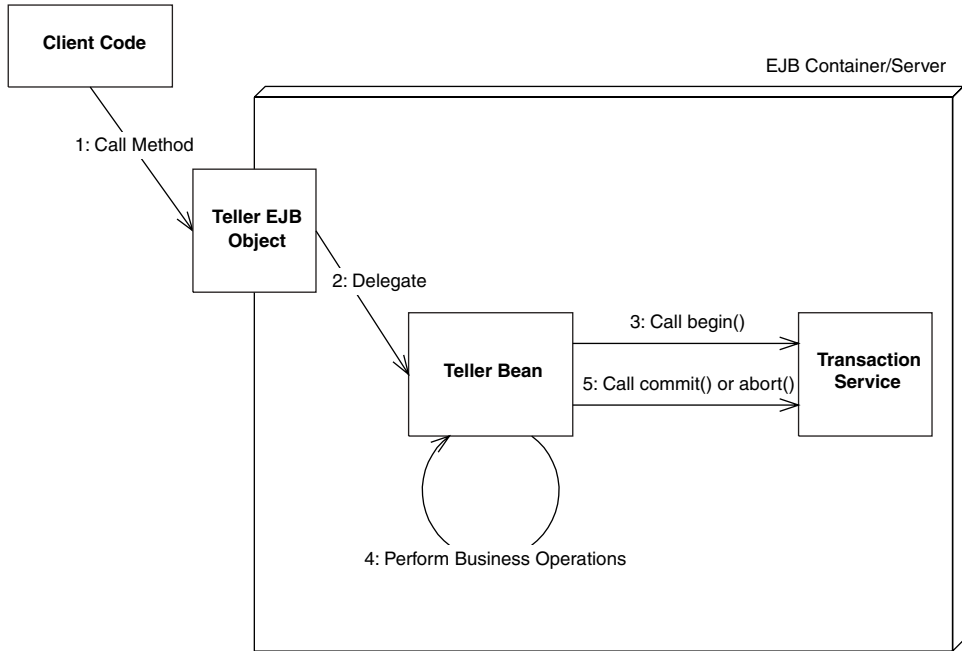 Client Code
EJB Container/Server
1: Call Method
Teller EJB
Object
2: Delegate
3: Call begin()
Teller Bean
Transaction
Service
5: Call commit() or abort()
4: Perform Business Operations